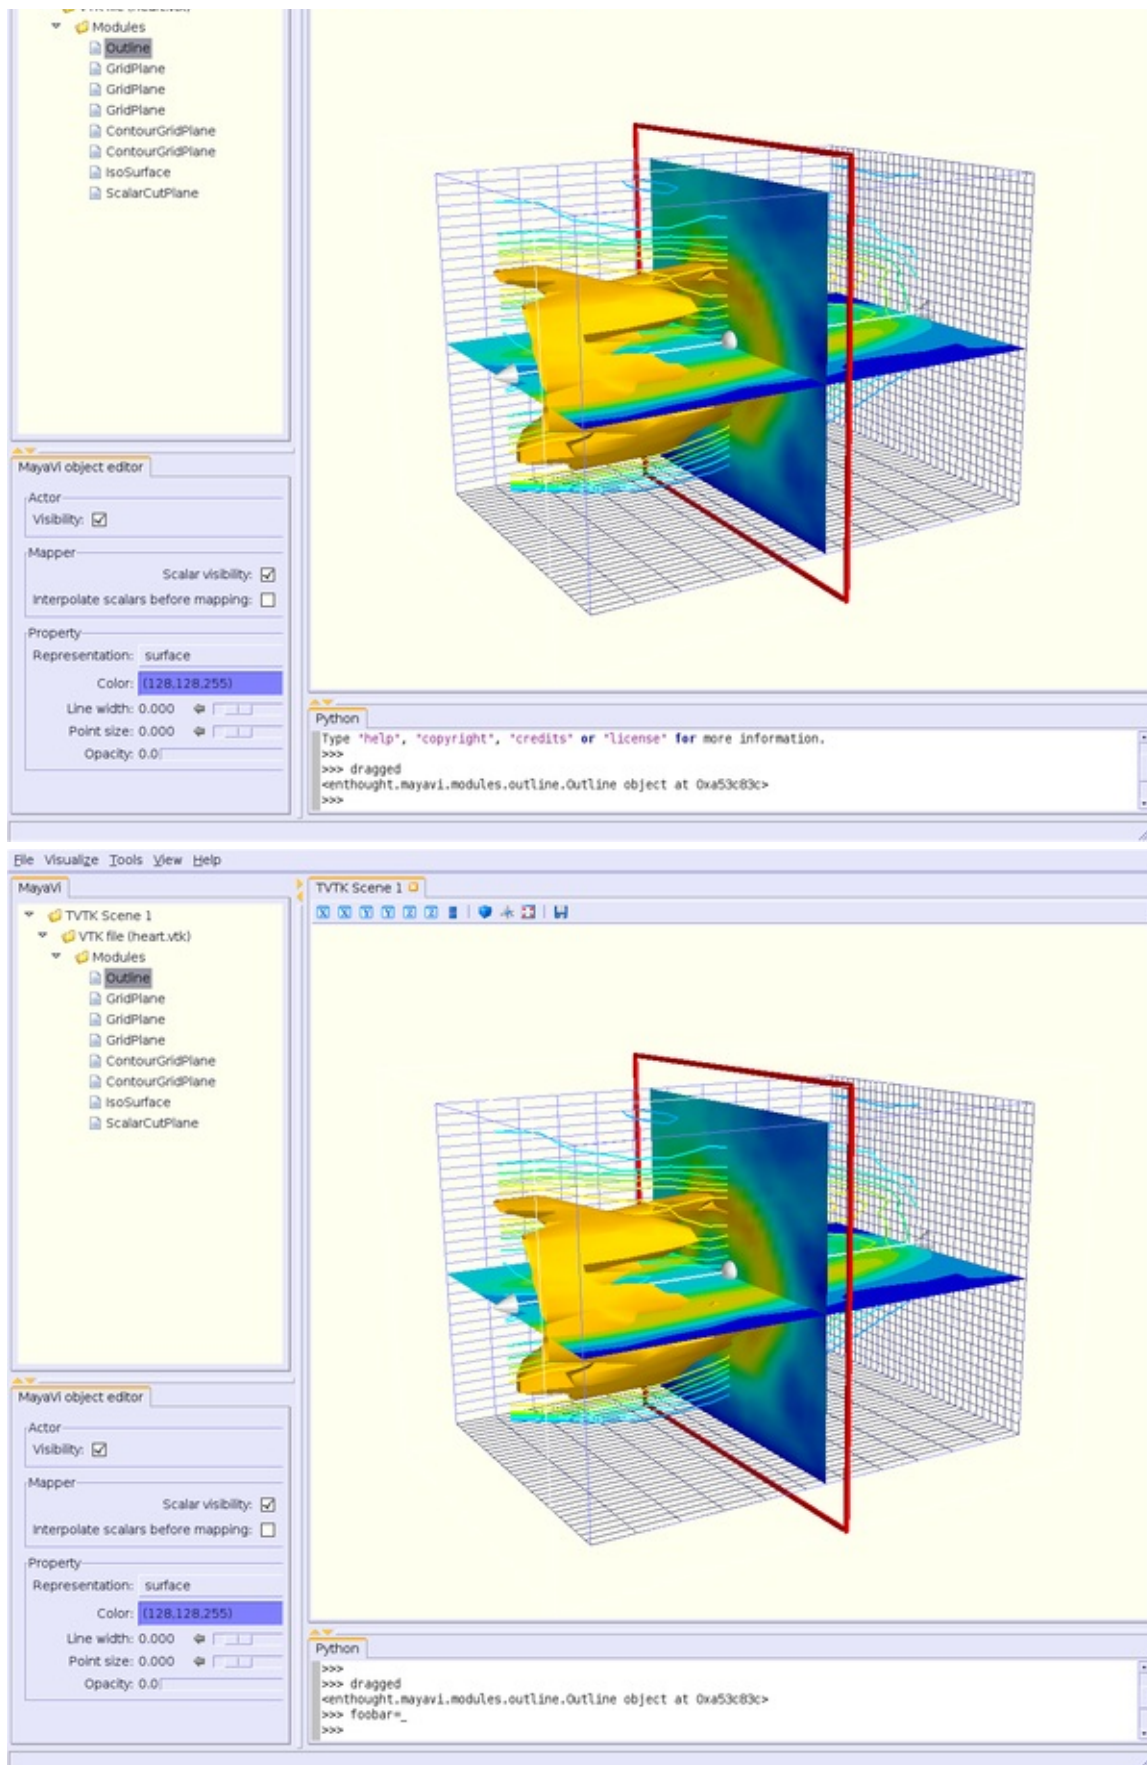 Modules
Outline
GridPlane
GridPlane
GridPlane
ContourGridPlane
ContourGridPlane
IsoSurface
ScalarCutPlane
MayaVi object editor
Actor
Visibility:
Mapper
Scalar visibility:
Interpolate scalars before mapping:
Property
Representation: surface
Color: (128,128,255)
Line width: 0.000
Point size: 0.000
Opacity: 0.0
Python
Type "help", "copyright", "credits" or "license" for more information.
>>>
>>> dragged
<enthought.mayavi.modules.outline.Outline object at 0xa53c83c>
>>>
File Visualize Tools View Help
MayaVi
TVTK Scene 1
VTK file (heart.vtk)
Modules
Outline
GridPlane
GridPlane
GridPlane
ContourGridPlane
ContourGridPlane
IsoSurface
ScalarCutPlane
TVTK Scene 1
X X Y Y Z Z
MayaVi object editor
Actor
Visibility:
Mapper
Scalar visibility:
Interpolate scalars before mapping:
Property
Representation: surface
Color: (128,128,255)
Line width: 0.000
Point size: 0.000
Opacity: 0.0
Python
>>>
>>> dragged
<enthought.mayavi.modules.outline.Outline object at 0xa53c83c>
>>> foobar=_
>>>